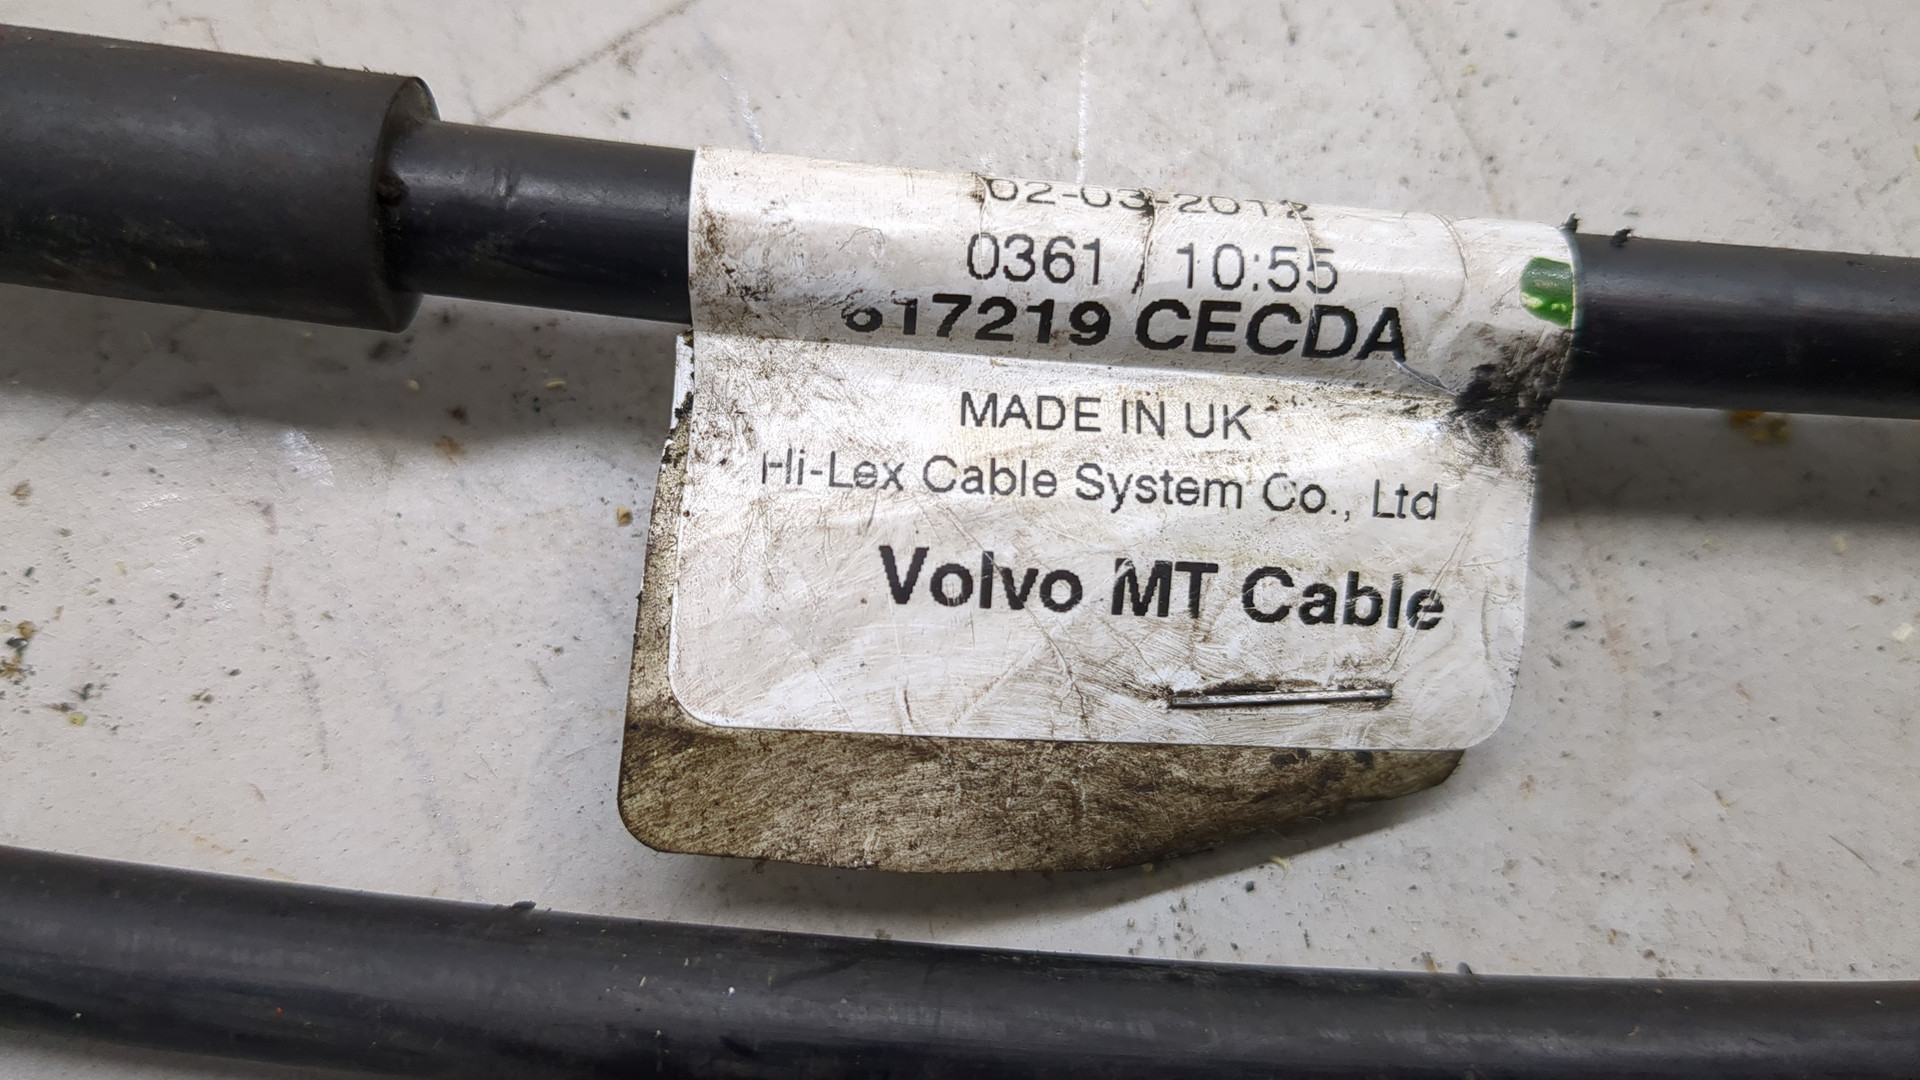 02-03-2012
0361 / 10:55
617219 CECDA
MADE IN UK
Hi-Lex Cable System Co., Ltd
Volvo MT Cable